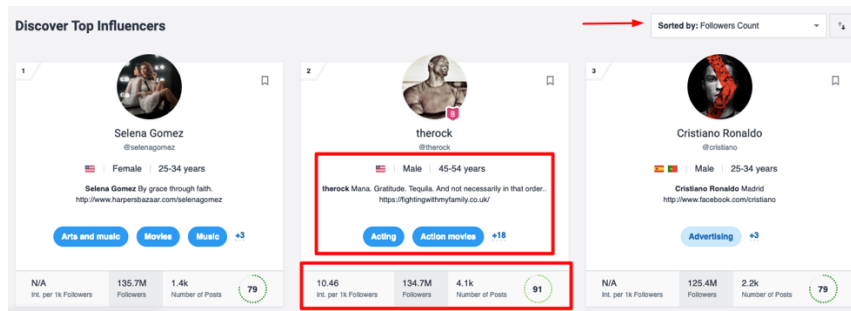 Discover Top Influencers
Sorted by: Followers Count
1
Selena Gomez
@selenagomez
Female 25-34 years
Selena Gomez By grace through faith.
http://www.harpersbazaar.com/selenagomez
Arts and music Movies Music +3
N/A 135.7M 1.4k 79
Int. per 1k Followers Followers Number of Posts
2
8
therock
@therock
Male 45-54 years
therock Mana. Gratitude. Tequila. And not necessarily in that order..
https://fightingwithmyfamily.co.uk/
Acting Action movies +18
10.46 134.7M 4.1k 91
Int. per 1k Followers Followers Number of Posts
3
Cristiano Ronaldo
@cristiano
Male 25-34 years
Cristiano Ronaldo Madrid
http://www.facebook.com/cristiano
Advertising +3
N/A 125.4M 2.2k 79
Int. per 1k Followers Followers Number of Posts